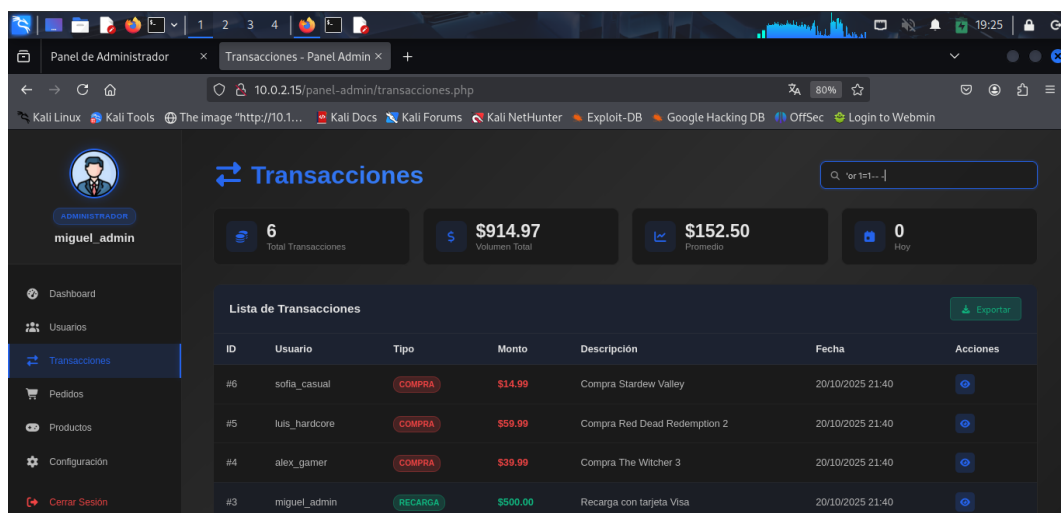 1 2 3 4 19:25
Panel de Administrador × Transacciones - Panel Admin × +
10.0.2.15/panel-admin/transacciones.php 80%
Kali Linux Kali Tools The image "http://10.1... Kali Docs Kali Forums Kali NetHunter Exploit-DB Google Hacking DB OffSec Login to Webmin
ADMINISTRADOR
miguel_admin
Dashboard
Usuarios
Transacciones
Pedidos
Productos
Configuración
Cerrar Sesión
Transacciones
'or 1=1-- -
6
Total Transacciones
$914.97
Volumen Total
$152.50
Promedio
0
Hoy
Lista de Transacciones
Exportar
ID Usuario Tipo Monto Descripción Fecha Acciones
#6 sofia_casual COMPRA $14.99 Compra Stardew Valley 20/10/2025 21:40
#5 luis_hardcore COMPRA $59.99 Compra Red Dead Redemption 2 20/10/2025 21:40
#4 alex_gamer COMPRA $39.99 Compra The Witcher 3 20/10/2025 21:40
#3 miguel_admin RECARGA $500.00 Recarga con tarjeta Visa 20/10/2025 21:40